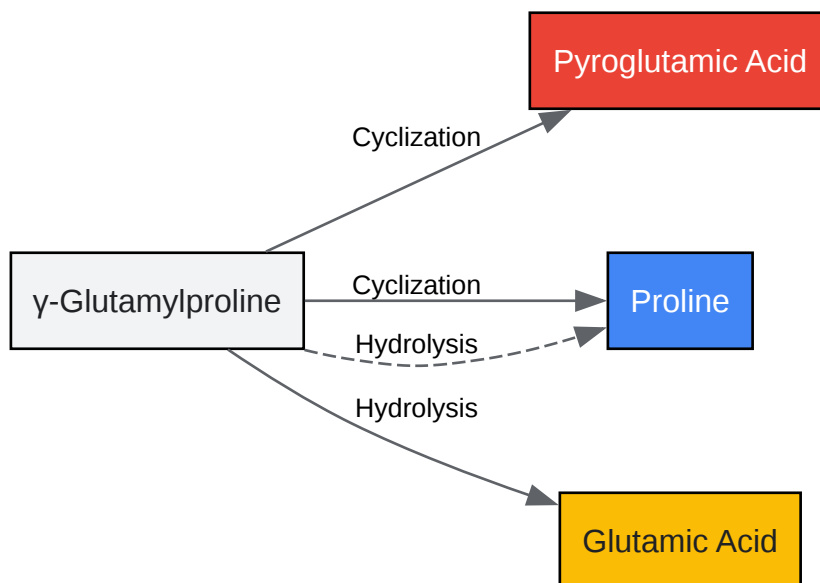 Pyroglutamic Acid
Cyclization
γ-Glutamylproline
Cyclization
Proline
Hydrolysis
Hydrolysis
Glutamic Acid